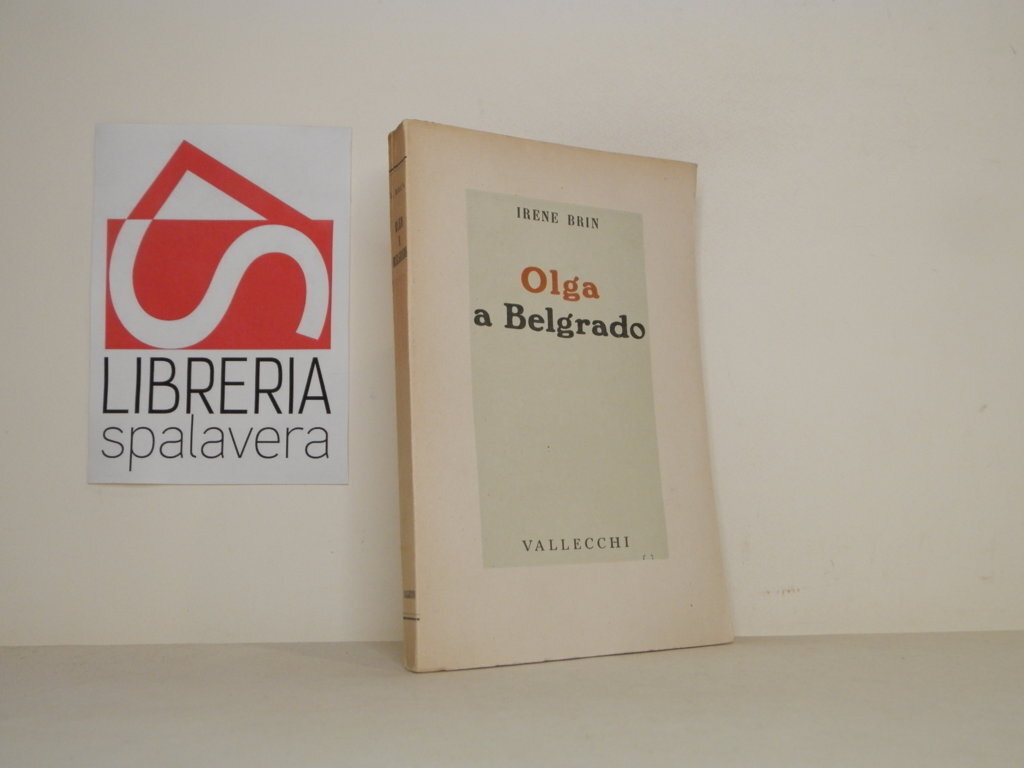 LIBRERIA
spalavera
IRENE BRIN
Olga
a Belgrado
VALLECCHI